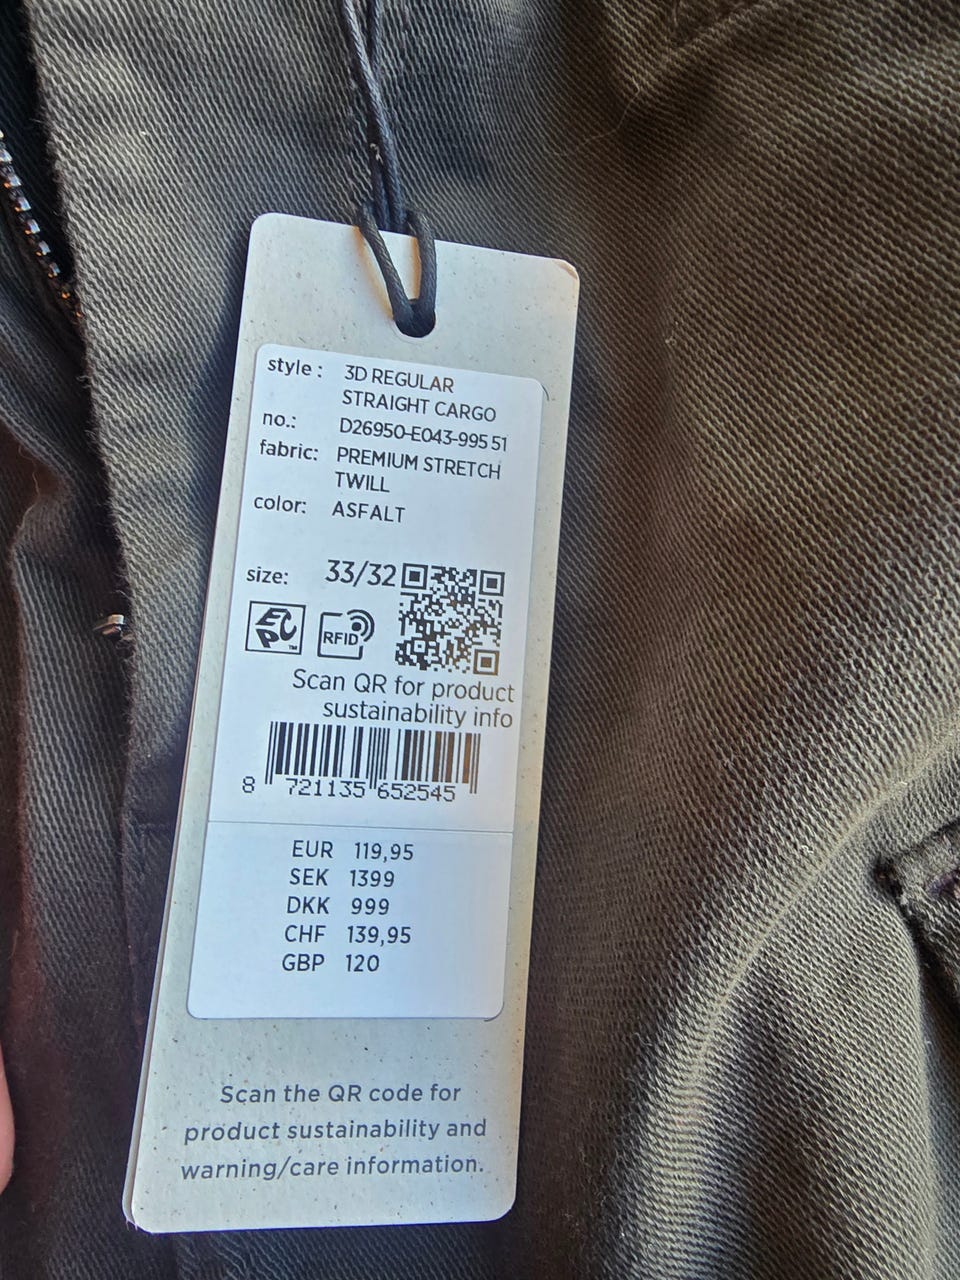 style : 3D REGULAR
STRAIGHT CARGO
no.: D26950-E043-995 51
fabric: PREMIUM STRETCH
TWILL
color: ASFALT
size: 33/32
EPC™
RFID
Scan QR for product
sustainability info
8 721135 652545
EUR 119,95
SEK 1399
DKK 999
CHF 139,95
GBP 120
Scan the QR code for
product sustainability and
warning/care information.